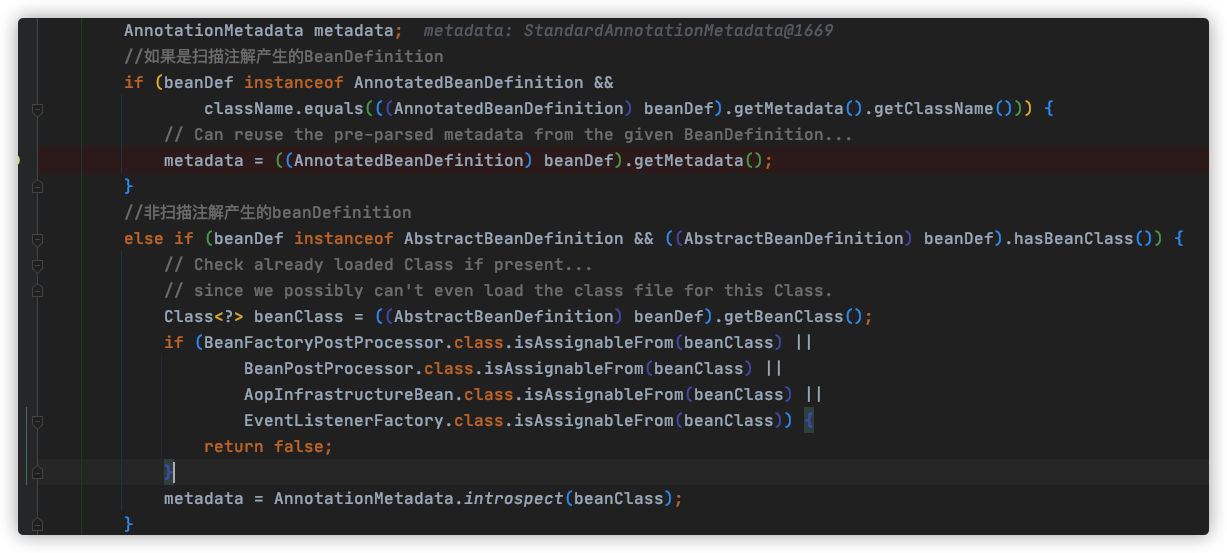 AnnotationMetadata metadata;  metadata: StandardAnnotationMetadata@1669
//如果是扫描注解产生的BeanDefinition
if (beanDef instanceof AnnotatedBeanDefinition &&
        className.equals(((AnnotatedBeanDefinition) beanDef).getMetadata().getClassName())) {
    // Can reuse the pre-parsed metadata from the given BeanDefinition...
    metadata = ((AnnotatedBeanDefinition) beanDef).getMetadata();
}
//非扫描注解产生的beanDefinition
else if (beanDef instanceof AbstractBeanDefinition && ((AbstractBeanDefinition) beanDef).hasBeanClass()) {
    // Check already loaded Class if present...
    // since we possibly can't even load the class file for this Class.
    Class<?> beanClass = ((AbstractBeanDefinition) beanDef).getBeanClass();
    if (BeanFactoryPostProcessor.class.isAssignableFrom(beanClass) ||
            BeanPostProcessor.class.isAssignableFrom(beanClass) ||
            AopInfrastructureBean.class.isAssignableFrom(beanClass) ||
            EventListenerFactory.class.isAssignableFrom(beanClass)) {
        return false;
    }
    metadata = AnnotationMetadata.introspect(beanClass);
}